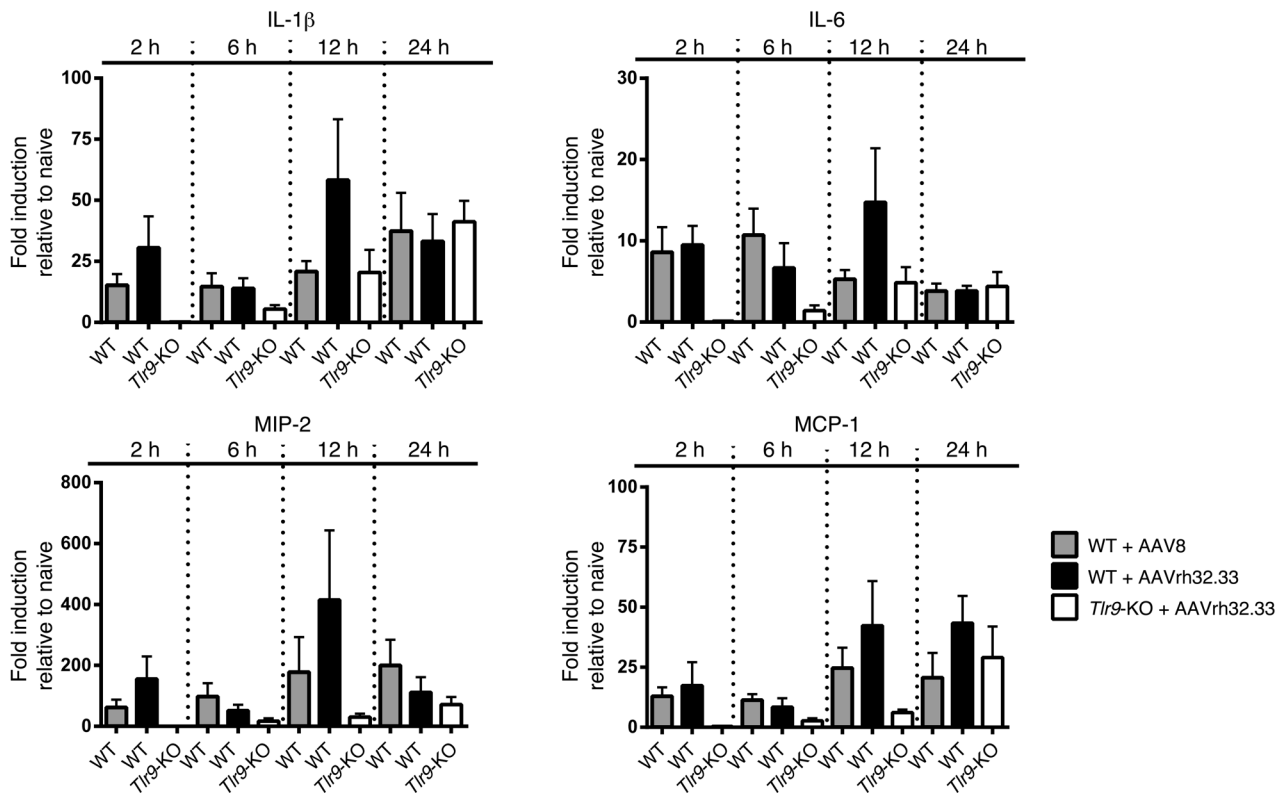 IL-1β
2 h 6 h 12 h 24 h
Fold induction
relative to naive
100
75
50
25
0
WT WT Tlr9-KO WT WT Tlr9-KO WT WT Tlr9-KO WT WT Tlr9-KO
IL-6
2 h 6 h 12 h 24 h
Fold induction
relative to naive
30
20
10
0
WT WT Tlr9-KO WT WT Tlr9-KO WT WT Tlr9-KO WT WT Tlr9-KO
MIP-2
2 h 6 h 12 h 24 h
Fold induction
relative to naive
800
600
400
200
0
WT WT Tlr9-KO WT WT Tlr9-KO WT WT Tlr9-KO WT WT Tlr9-KO
MCP-1
2 h 6 h 12 h 24 h
Fold induction
relative to naive
100
75
50
25
0
WT WT Tlr9-KO WT WT Tlr9-KO WT WT Tlr9-KO WT WT Tlr9-KO
WT + AAV8
WT + AAVrh32.33
Tlr9-KO + AAVrh32.33